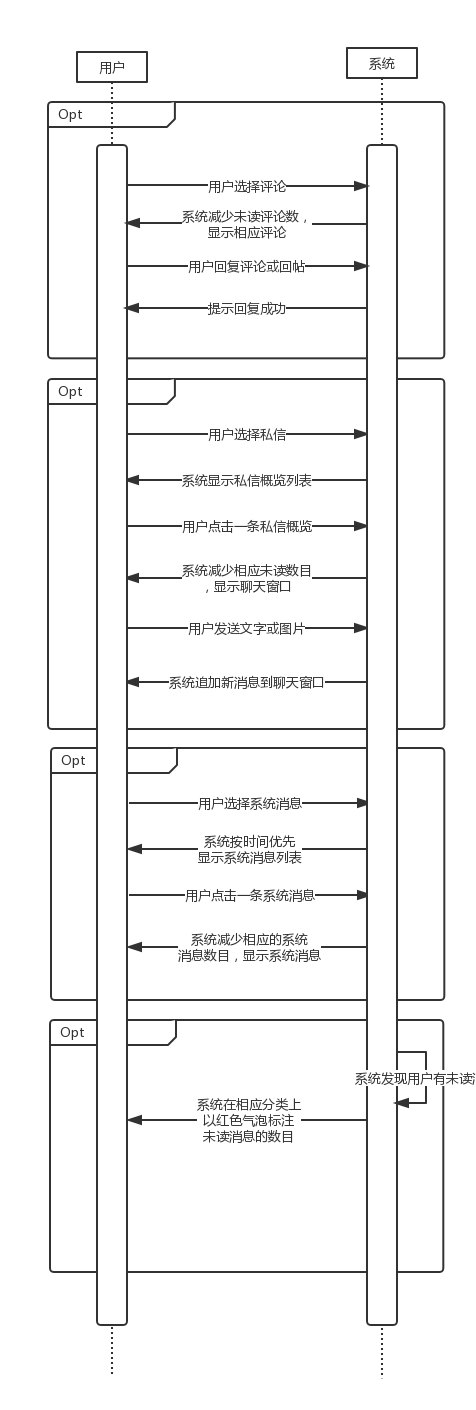 用户
系统
Opt
用户选择评论
系统减少未读评论数，
显示相应评论
用户回复评论或回帖
提示回复成功
Opt
用户选择私信
系统显示私信概览列表
用户点击一条私信概览
系统减少相应未读数目
，显示聊天窗口
用户发送文字或图片
系统追加新消息到聊天窗口
Opt
用户选择系统消息
系统按时间优先
显示系统消息列表
用户点击一条系统消息
系统减少相应的系统
消息数目，显示系统消息
Opt
系统发现用户有未读
系统在相应分类上
以红色气泡标注
未读消息的数目